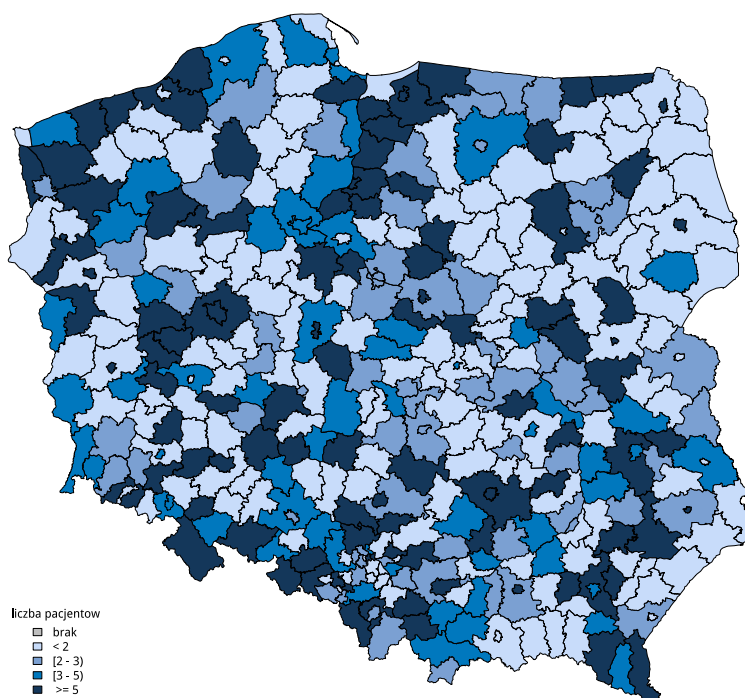 liczba pacjentow
brak
< 2
[2 - 3)
[3 - 5)
>= 5